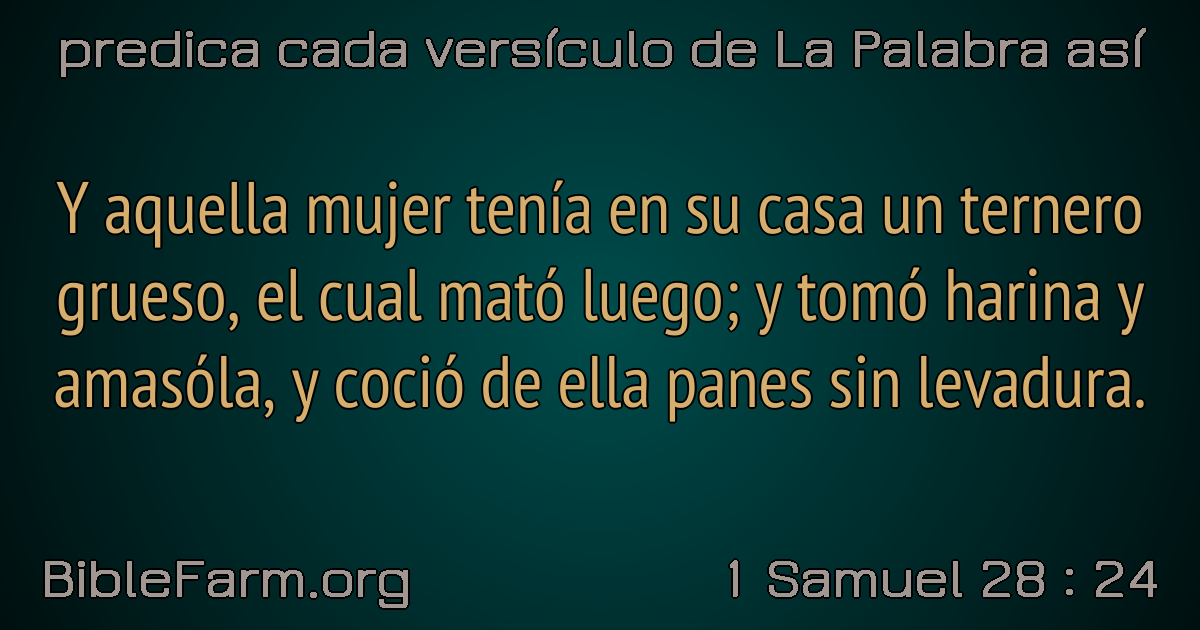 predica cada versículo de La Palabra así
Y aquella mujer tenía en su casa un ternero
grueso, el cual mató luego; y tomó harina y
amasóla, y coció de ella panes sin levadura.
BibleFarm.org
1 Samuel 28 : 24